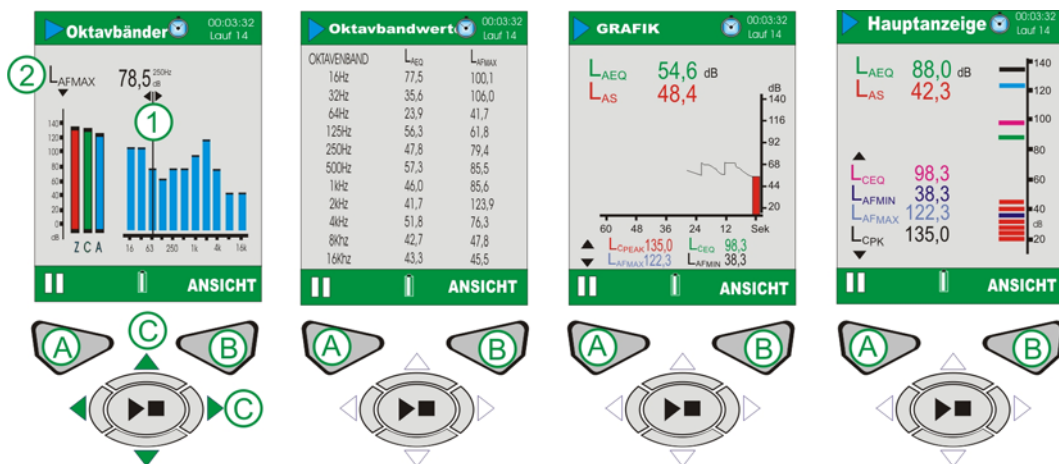 Oktavbänder
00:03:32
Lauf 14
2
LAFMAX 78,5 250Hz dB
1
140
120
100
80
60
40
20
0
dB
Z C A
16 63 250 1k 4k 16k
ANSICHT
A
B
C
C
Oktavbandwerte
00:03:32
Lauf 14
OKTAVENBAND LAEQ LAFMAX
16Hz 77,5 100,1
32Hz 35,6 106,0
64Hz 23,9 41,7
125Hz 56,3 61,8
250Hz 47,8 79,4
500Hz 57,3 85,5
1kHz 46,0 85,6
2kHz 41,7 123,9
4kHz 51,8 76,3
8Khz 42,7 47,8
16Khz 43,3 45,5
ANSICHT
A
B
GRAFIK
00:03:32
Lauf 14
LAEQ 54,6 dB
LAS 48,4
dB
140
116
92
68
44
20
60 48 36 24 12 Sek
LCPEAK 135,0 LCEQ 98,3
LAFMAX 122,3 LAFMIN 38,3
ANSICHT
A
B
Hauptanzeige
00:03:32
Lauf 14
LAEQ 88,0 dB
LAS 42,3
LCEQ 98,3
LAFMIN 38,3
LAFMAX 122,3
LCPK 135,0
140
120
100
80
60
40
dB
20
ANSICHT
A
B